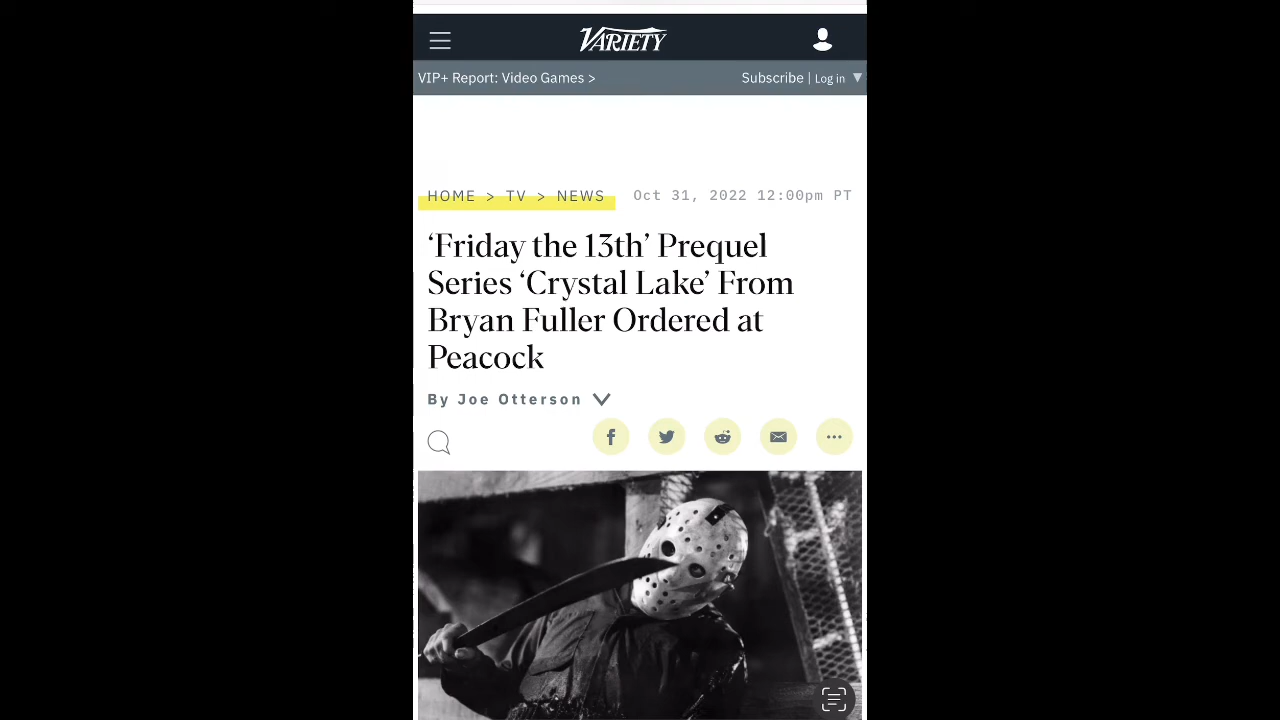 VARIETY
VIP+ Report: Video Games >
Subscribe | Log in ▼
HOME > TV > NEWS
Oct 31, 2022 12:00pm PT
‘Friday the 13th’ Prequel
Series ‘Crystal Lake’ From
Bryan Fuller Ordered at
Peacock
By Joe Otterson